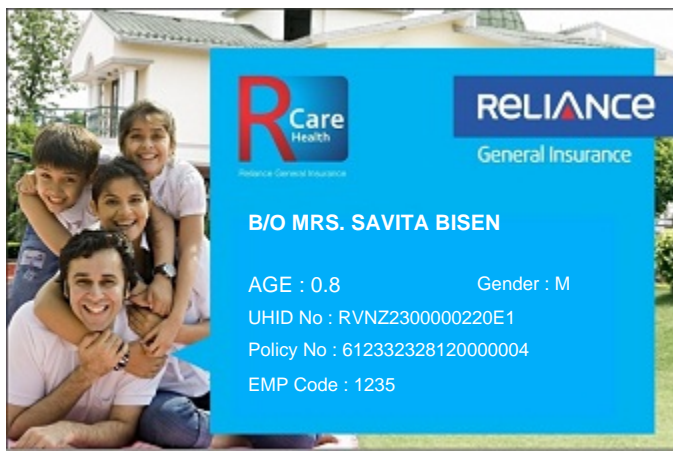 R Care
Health
Reliance General Insurance
RELIANCE
General Insurance
B/O MRS. SAVITA BISEN
AGE : 0.8 Gender : M
UHID No : RVNZ2300000220E1
Policy No : 612332328120000004
EMP Code : 1235